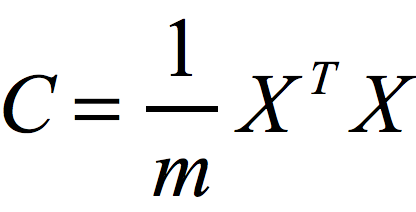 C = 1/m X^T X